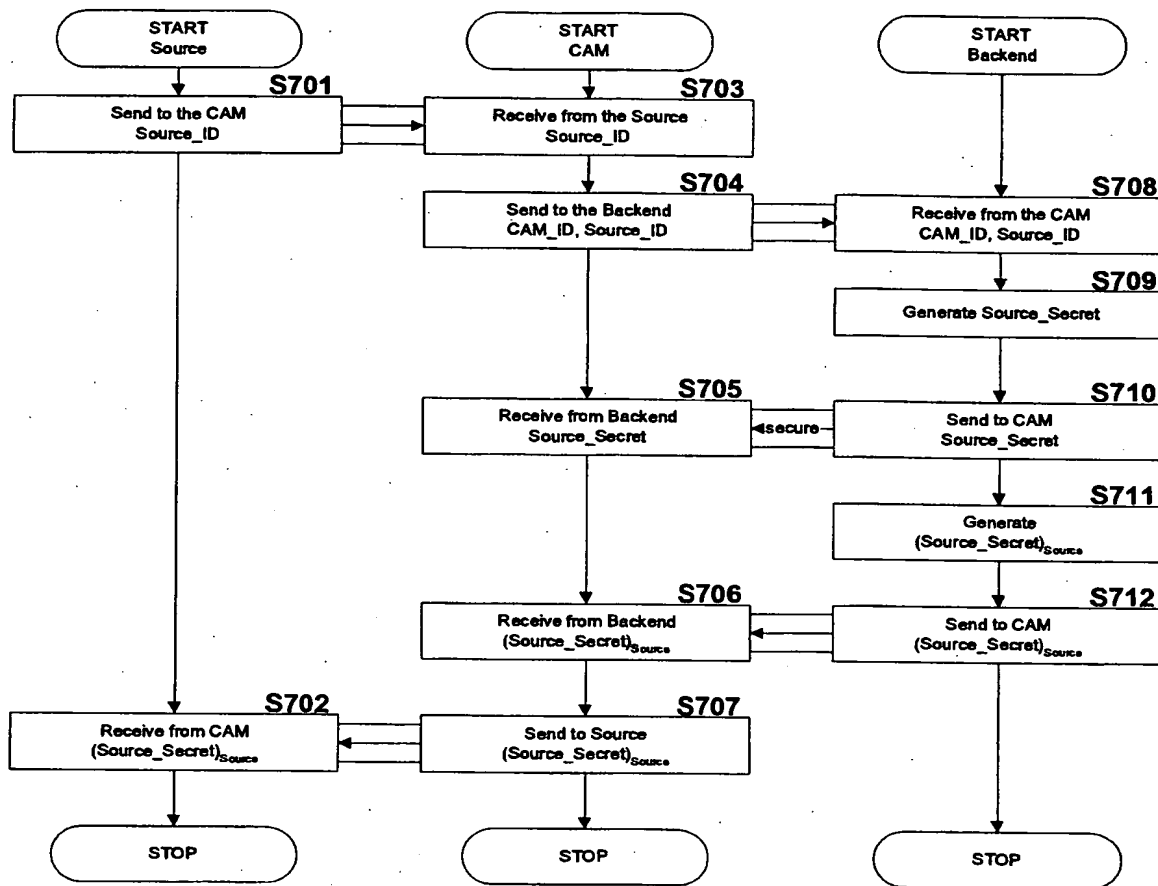 START
Source
START
CAM
START
Backend
S701
Send to the CAM
Source_ID
S703
Receive from the Source
Source_ID
S704
Send to the Backend
CAM_ID, Source_ID
S708
Receive from the CAM
CAM_ID, Source_ID
S709
Generate Source_Secret
S705
Receive from Backend
Source_Secret
secure
S710
Send to CAM
Source_Secret
S711
Generate
(Source_Secret)Source
S706
Receive from Backend
(Source_Secret)Source
S712
Send to CAM
(Source_Secret)Source
S702
Receive from CAM
(Source_Secret)Source
S707
Send to Source
(Source_Secret)Source
STOP
STOP
STOP